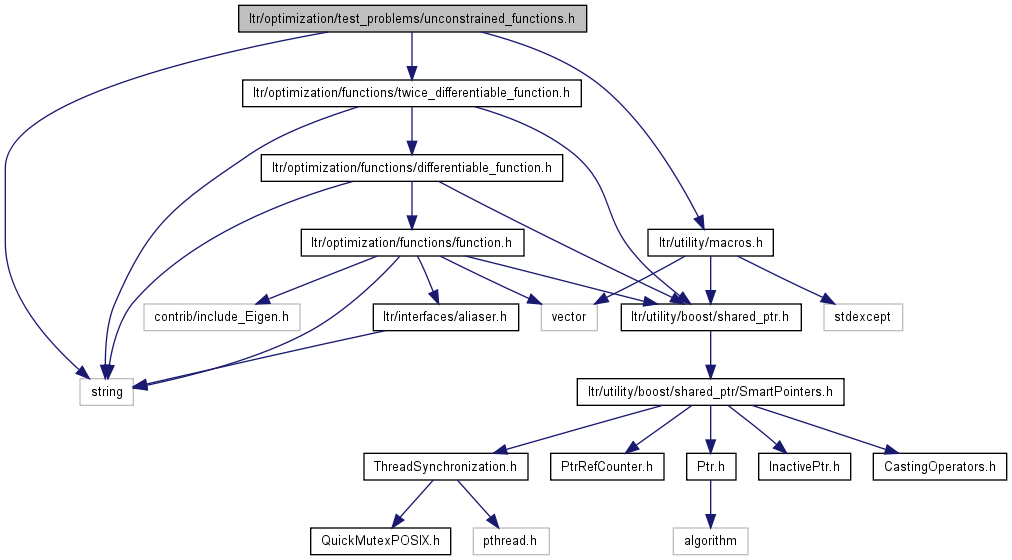 ltr/optimization/test_problems/unconstrained_functions.h
ltr/optimization/functions/twice_differentiable_function.h
ltr/optimization/functions/differentiable_function.h
ltr/optimization/functions/function.h
ltr/utility/macros.h
contrib/include_Eigen.h
ltr/interfaces/aliaser.h
vector
ltr/utility/boost/shared_ptr.h
stdexcept
string
ltr/utility/boost/shared_ptr/SmartPointers.h
ThreadSynchronization.h
PtrRefCounter.h
Ptr.h
InactivePtr.h
CastingOperators.h
QuickMutexPOSIX.h
pthread.h
algorithm